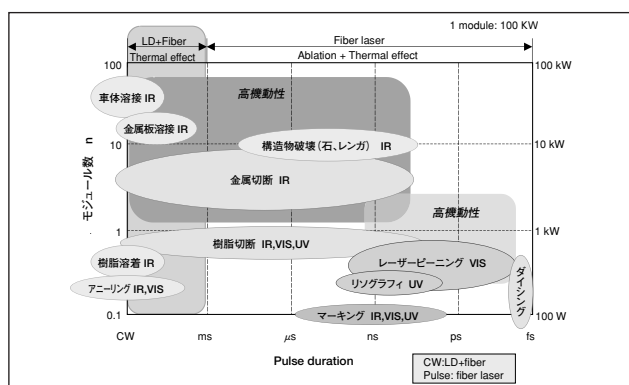 1 module: 100 KW
LD+Fiber
Thermal effect
Fiber laser
Ablation + Thermal effect
モジュール数 n
100
10
1
0.1
100 kW
10 kW
1 kW
100 W
車体溶接 IR
高機動性
金属板溶接 IR
構造物破壊(石、レンガ) IR
金属切断 IR
高機動性
樹脂切断 IR,VIS,UV
樹脂溶着 IR
レーザーピーニング VIS
アニーリング IR,VIS
リソグラフィ UV
ダイシング
マーキング IR,VIS,UV
CW
ms
μs
ns
ps
fs
Pulse duration
CW:LD+fiber
Pulse: fiber laser